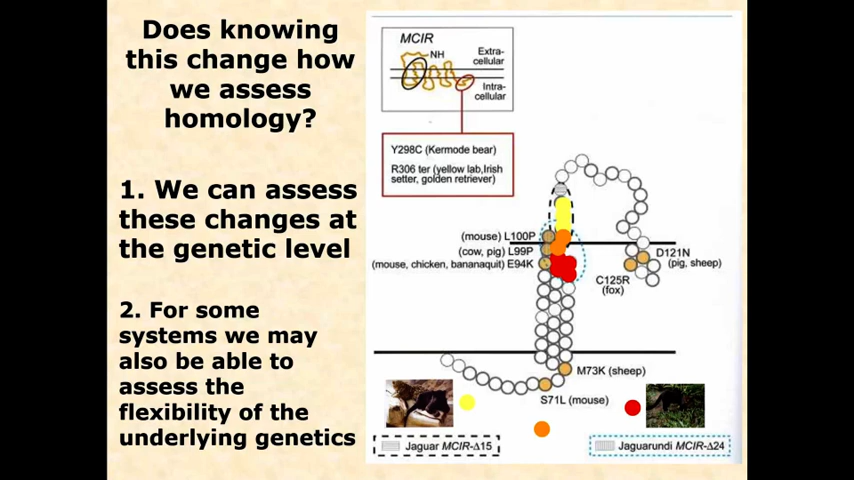 Does knowing
this change how
we assess
homology?
1. We can assess
these changes at
the genetic level
2. For some
systems we may
also be able to
assess the
flexibility of the
underlying genetics
MCIR
NH
Extra-
cellular
Intra-
cellular
Y298C (Kermode bear)
R306 ter (yellow lab,Irish
setter, golden retriever)
(mouse) L100P
(cow, pig) L99P
(mouse, chicken, bananaquit) E94K
D121N
(pig, sheep)
C125R
(fox)
M73K (sheep)
S71L (mouse)
Jaguar MCIR-Δ15
Jaguarundi MCIR-Δ24